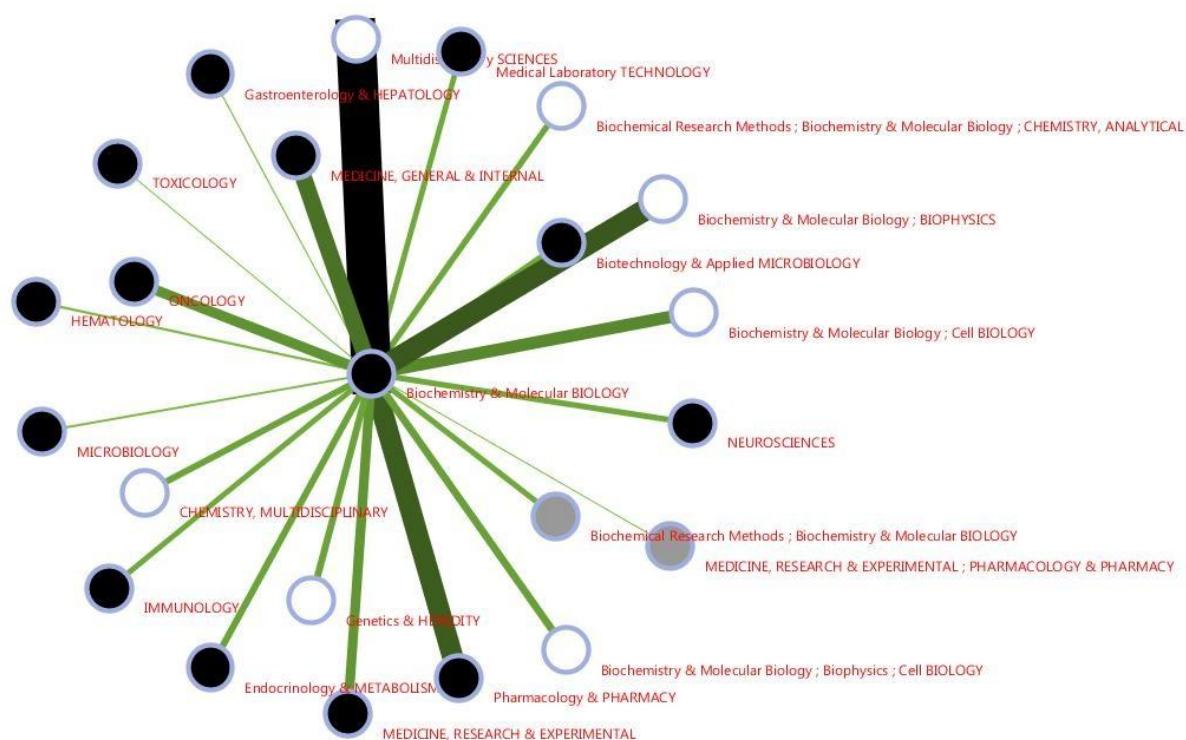 Multidis y SCIENCES
Medical Laboratory TECHNOLOGY
Gastroenterology & HEPATOLOGY
Biochemical Research Methods ; Biochemistry & Molecular Biology ; CHEMISTRY, ANALYTICAL
MEDICINE, GENERAL & INTERNAL
TOXICOLOGY
Biochemistry & Molecular Biology ; BIOPHYSICS
Biotechnology & Applied MICROBIOLOGY
ONCOLOGY
HEMATOLOGY
Biochemistry & Molecular Biology ; Cell BIOLOGY
Biochemistry & Molecular BIOLOGY
NEUROSCIENCES
MICROBIOLOGY
CHEMISTRY, MULTIDISCIPLINARY
Biochemical Research Methods ; Biochemistry & Molecular BIOLOGY
MEDICINE, RESEARCH & EXPERIMENTAL ; PHARMACOLOGY & PHARMACY
IMMUNOLOGY
Genetics & HEREDITY
Biochemistry & Molecular Biology ; Biophysics ; Cell BIOLOGY
Endocrinology & METABOLISM
Pharmacology & PHARMACY
MEDICINE, RESEARCH & EXPERIMENTAL